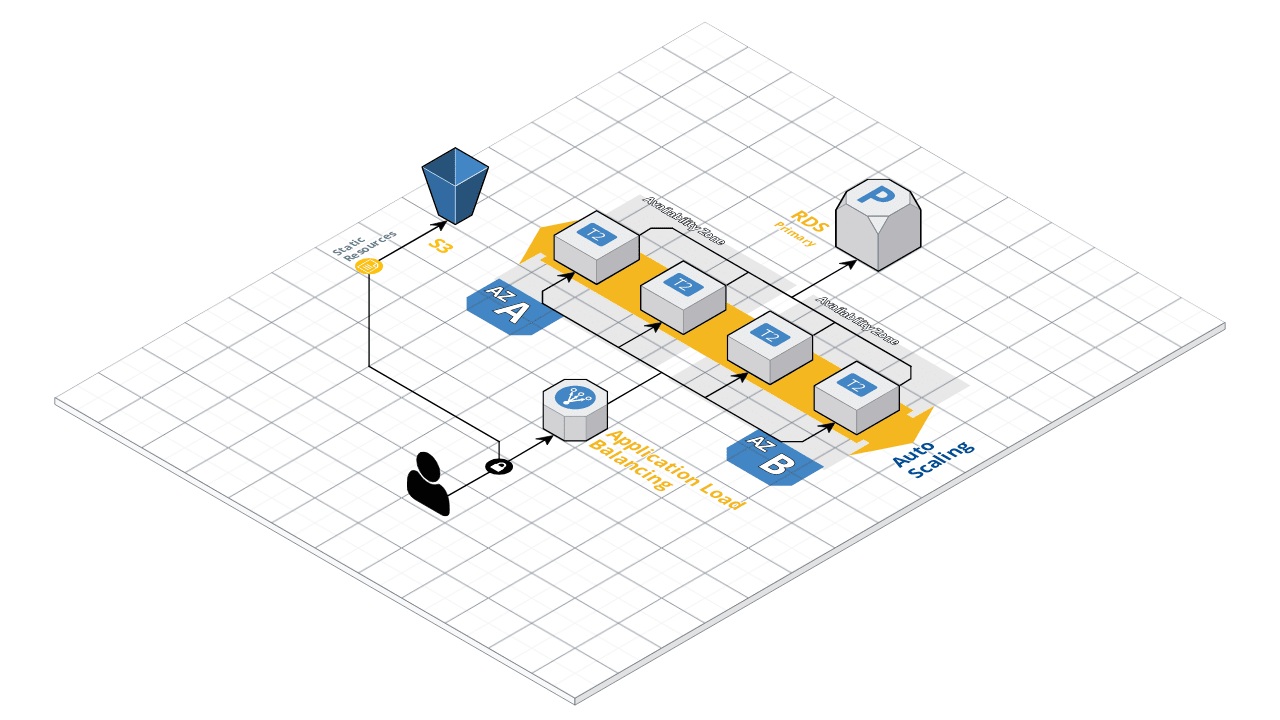 Availability Zone
P
RDS
Primary
T2
Static
Resources
S3
T2
AZ
A
Availability Zone
T2
T2
Application Load
Balancing
AZ
B
Auto
Scaling